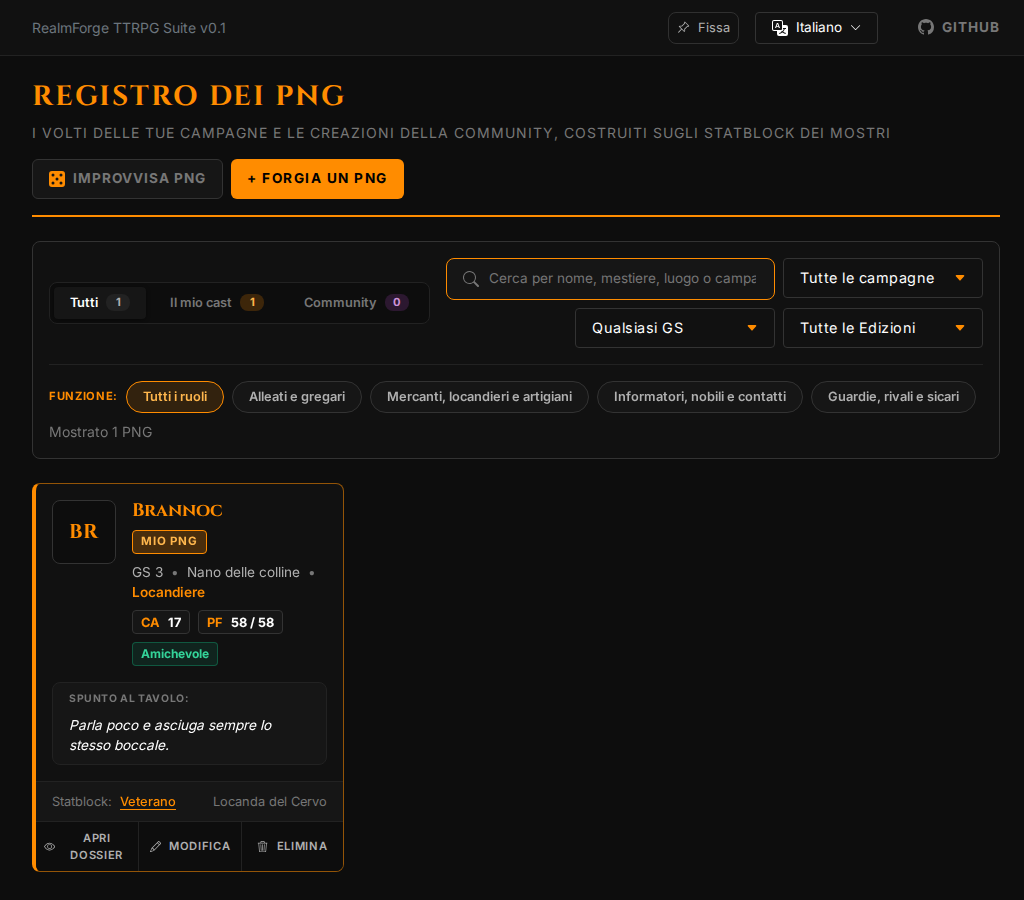 RealmForge TTRPG Suite v0.1
Fissa
Italiano
GITHUB
REGISTRO DEI PNG
I VOLTI DELLE TUE CAMPAGNE E LE CREAZIONI DELLA COMMUNITY, COSTRUITI SUGLI STATBLOCK DEI MOSTRI
IMPROVVISA PNG
+ FORGIA UN PNG
Tutti 1
Il mio cast 1
Community 0
Cerca per nome, mestiere, luogo o campa
Tutte le campagne
Qualsiasi GS
Tutte le Edizioni
FUNZIONE:
Tutti i ruoli
Alleati e gregari
Mercanti, locandieri e artigiani
Informatori, nobili e contatti
Guardie, rivali e sicari
Mostrato 1 PNG
BR
Brannoc
MIO PNG
GS 3 • Nano delle colline •
Locandiere
CA 17
PF 58 / 58
Amichevole
SPUNTO AL TAVOLO:
Parla poco e asciuga sempre lo
stesso boccale.
Statblock: Veterano
Locanda del Cervo
APRI
DOSSIER
MODIFICA
ELIMINA